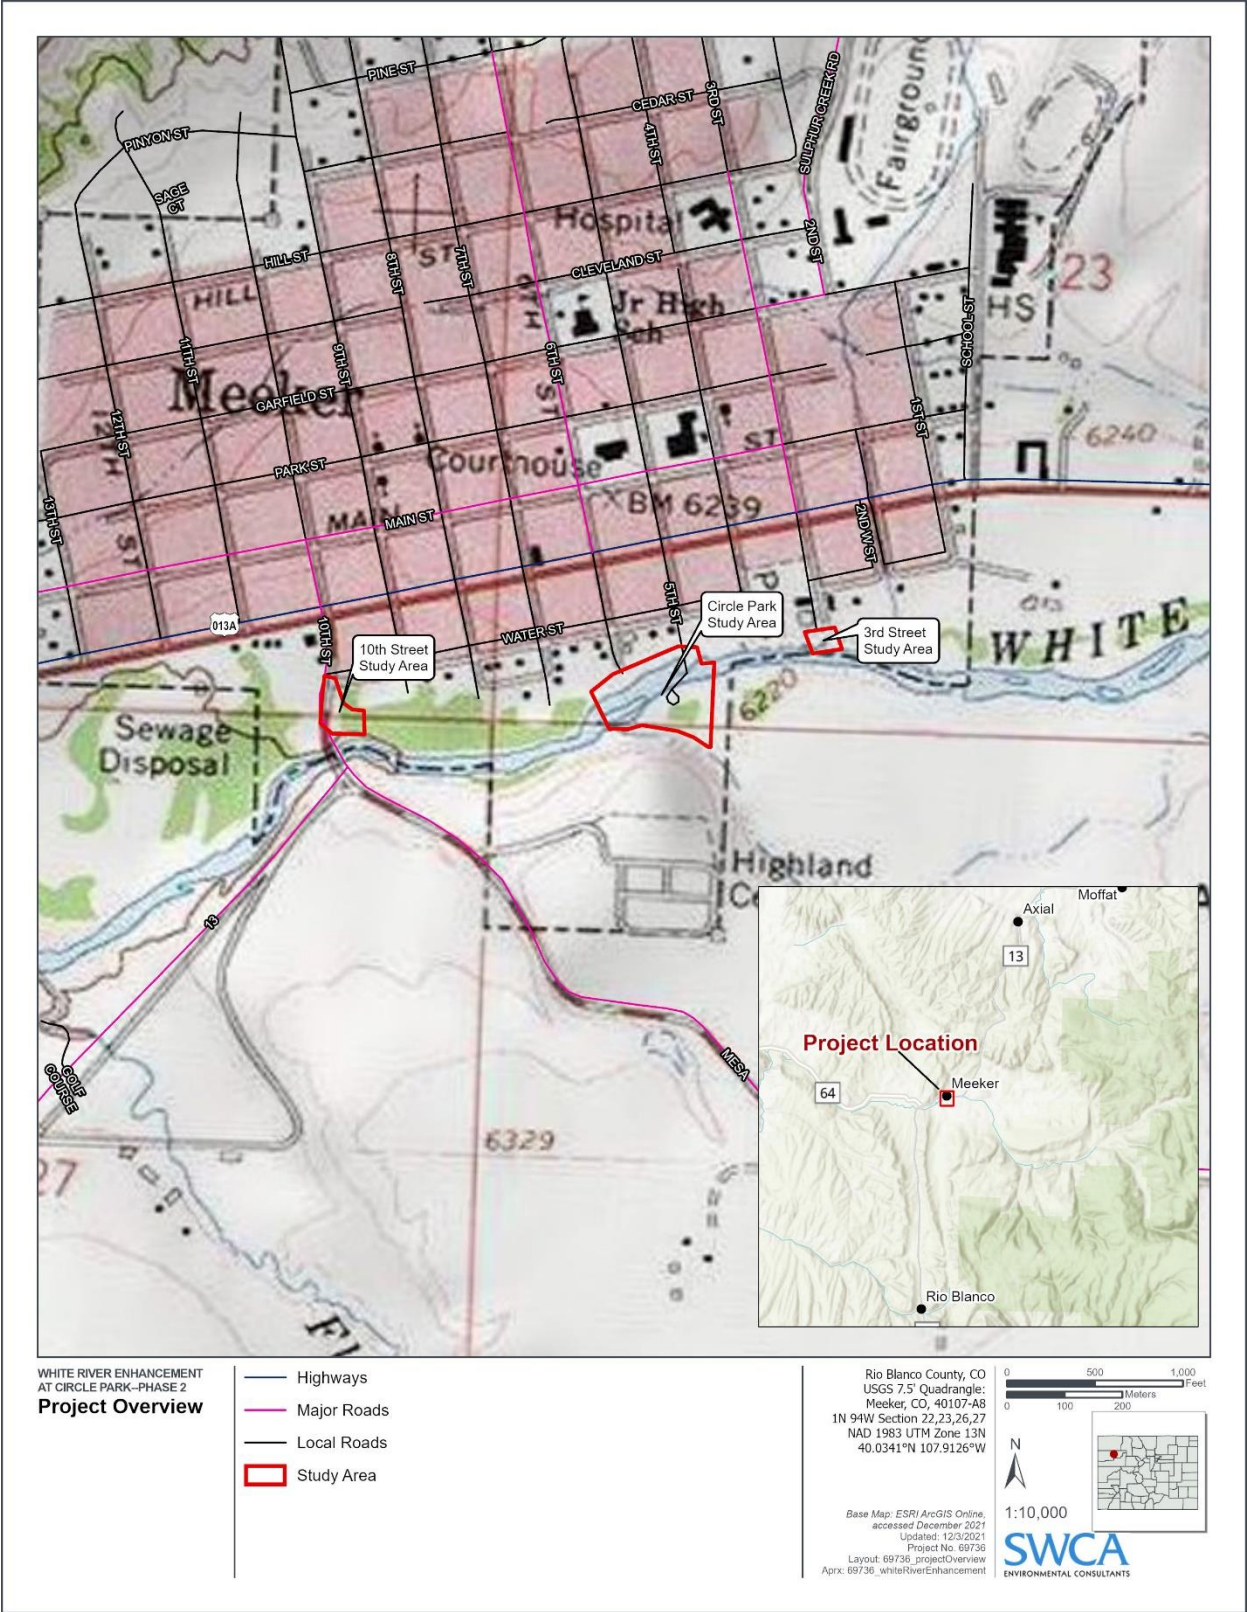 PINE ST
CEDAR ST
3RD ST
SULPHUR CREEK RD
Fairground
PINYON ST
4TH ST
SAGE
CT
Hospital
2ND ST
HILL ST
8TH ST
ST
7TH ST
CLEVELAND ST
23
HILL
6TH
Jr High
Sch
HS
SCHOOL ST
11TH ST
9TH ST
6TH ST
Meeker
GARFIELD ST
ST
12TH ST
12TH
1ST ST
6240
PARK ST
Courthouse
ST
13TH ST
ST
MAIN
MAIN ST
BM 6239
2ND W ST
013A
10TH ST
WATER ST
5TH ST
Circle Park
Study Area
10th Street
Study Area
3rd Street
Study Area
WHITE
6220
Sewage
Disposal
Highland
13
GOLF
COURSE
MESA
6329
27
Moffat
Axial
13
Project Location
Meeker
64
Rio Blanco
WHITE RIVER ENHANCEMENT
AT CIRCLE PARK--PHASE 2
Project Overview
Highways
Major Roads
Local Roads
Study Area
Rio Blanco County, CO
USGS 7.5' Quadrangle:
Meeker, CO, 40107-A8
1N 94W Section 22,23,26,27
NAD 1983 UTM Zone 13N
40.0341°N 107.9126°W
Base Map: ESRI ArcGIS Online,
accessed December 2021
Updated: 12/3/2021
Project No. 69736
Layout: 69736_projectOverview
Aprx: 69736_whiteRiverEnhancement
0 500 1,000
Feet
Meters
0 100 200
N
1:10,000
SWCA
ENVIRONMENTAL CONSULTANTS